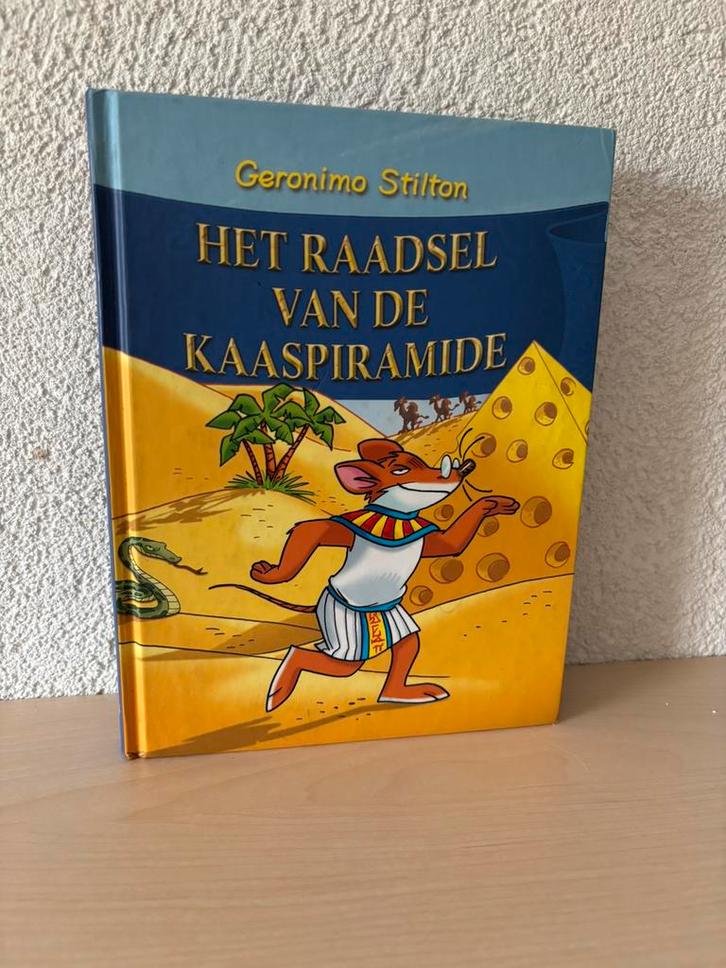 Geronimo Stilton
HET RAADSEL
VAN DE
KAASPIRAMIDE